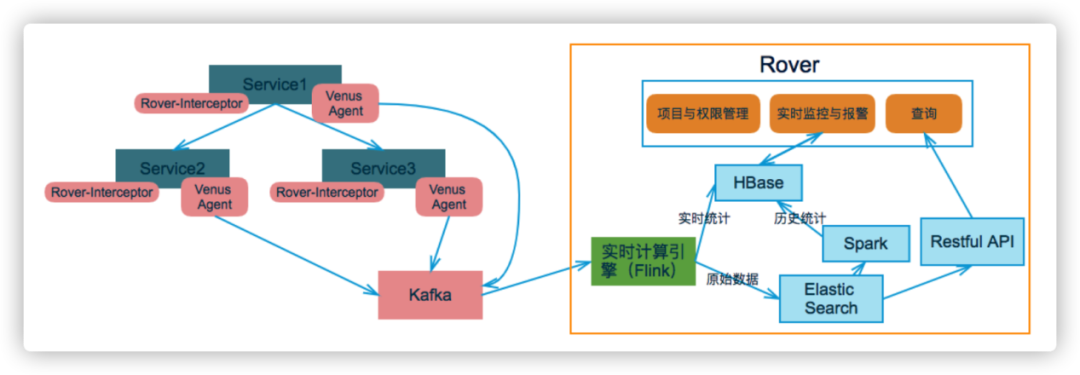 Service1
Rover-Interceptor
Venus
Agent
Service2
Rover-Interceptor
Venus
Agent
Service3
Rover-Interceptor
Venus
Agent
Kafka
Rover
项目与权限管理
实时监控与报警
查询
HBase
实时统计
历史统计
Spark
Restful API
实时计算引
擎（Flink）
原始数据
Elastic
Search